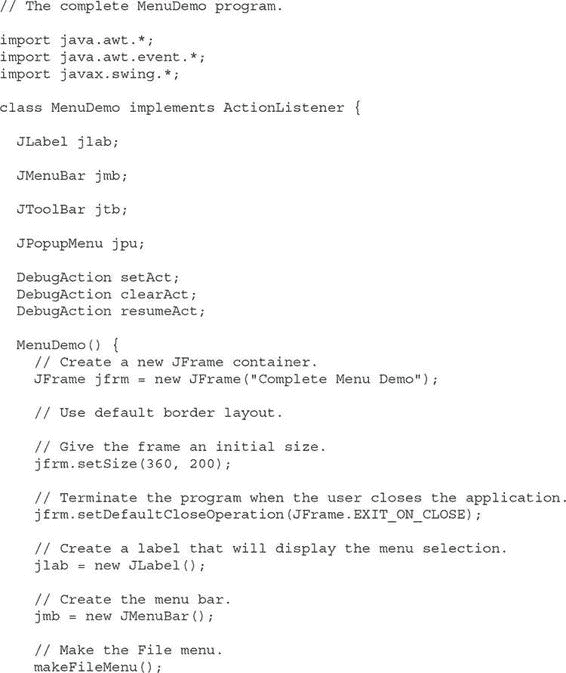 // The complete MenuDemo program.
import java.awt.*;
import java.awt.event.*;
import javax.swing.*;
class MenuDemo implements ActionListener {
JLabel jlab;
JMenuBar jmb;
JToolBar jtb;
JPopupMenu jpu;
DebugAction setAct;
DebugAction clearAct;
DebugAction resumeAct;
MenuDemo() {
// Create a new JFrame container.
JFrame jfrm = new JFrame("Complete Menu Demo");
// Use default border layout.
// Give the frame an initial size.
jfrm.setSize(360, 200);
// Terminate the program when the user closes the application.
jfrm.setDefaultCloseOperation(JFrame.EXIT_ON_CLOSE);
// Create a label that will display the menu selection.
jlab = new JLabel();
// Create the menu bar.
jmb = new JMenuBar();
// Make the File menu.
makeFileMenu();